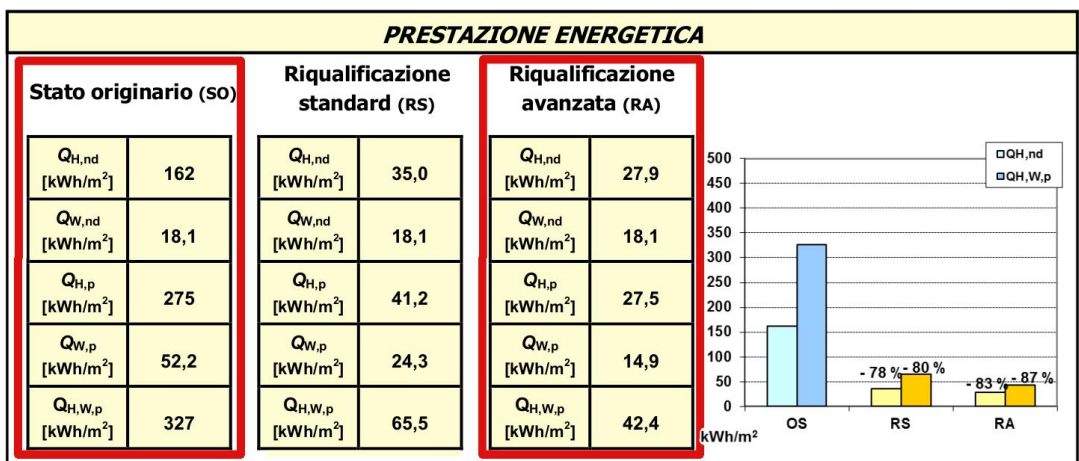 PRESTAZIONE ENERGETICA
Stato originario (SO)
QH,nd
[kWh/m²]
162
QW,nd
[kWh/m²]
18,1
QH,p
[kWh/m²]
275
QW,p
[kWh/m²]
52,2
QH,W,p
[kWh/m²]
327
Riqualificazione
standard (RS)
QH,nd
[kWh/m²]
35,0
QW,nd
[kWh/m²]
18,1
QH,p
[kWh/m²]
41,2
QW,p
[kWh/m²]
24,3
QH,W,p
[kWh/m²]
65,5
Riqualificazione
avanzata (RA)
QH,nd
[kWh/m²]
27,9
QW,nd
[kWh/m²]
18,1
QH,p
[kWh/m²]
27,5
QW,p
[kWh/m²]
14,9
QH,W,p
[kWh/m²]
42,4
QH,nd
QH,W,p
500
450
400
350
300
250
200
150
100
50
0
- 78 %
- 80 %
- 83 %
- 87 %
OS
RS
RA
kWh/m²